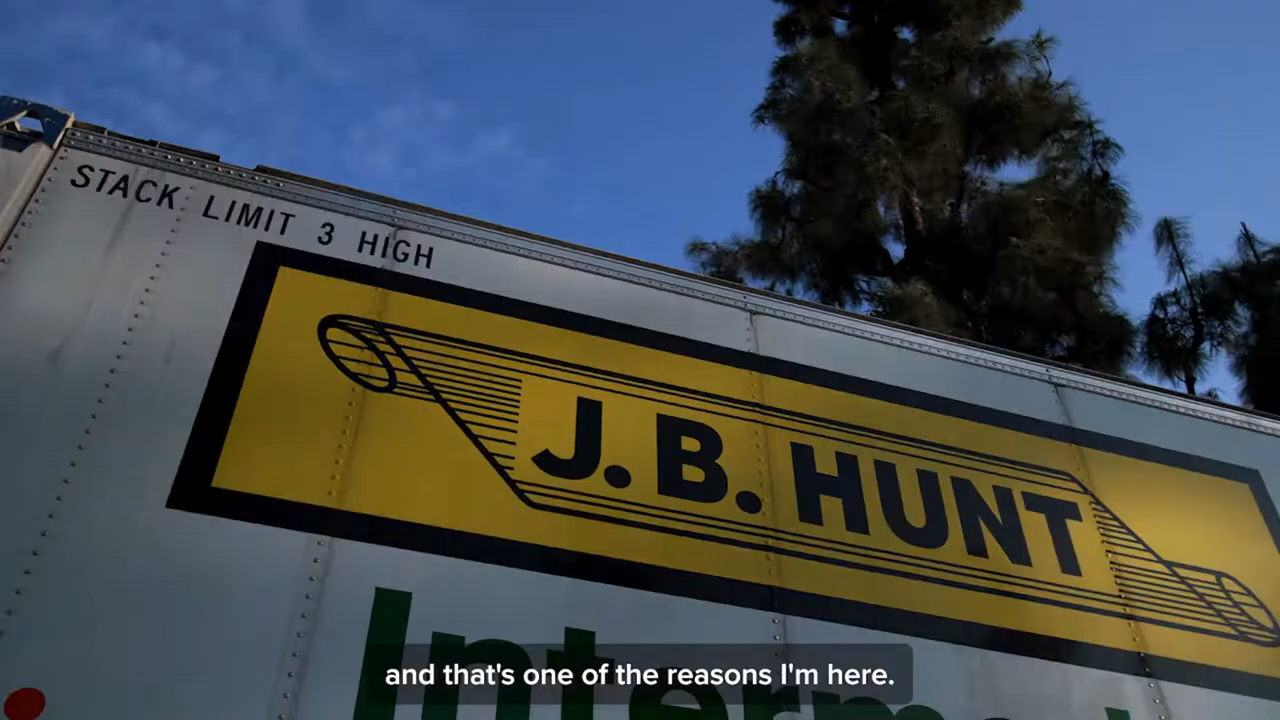 STACK LIMIT 3 HIGH
J.B. HUNT
and that's one of the reasons I'm here.